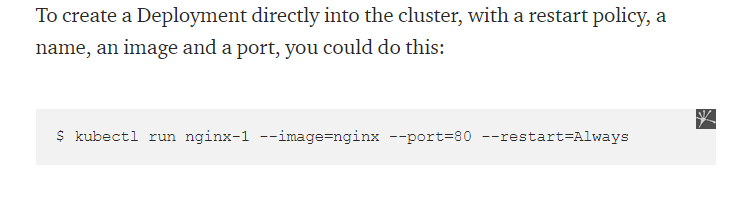 To create a Deployment directly into the cluster, with a restart policy, a
name, an image and a port, you could do this:
$ kubectl run nginx-1 --image=nginx --port=80 --restart=Always